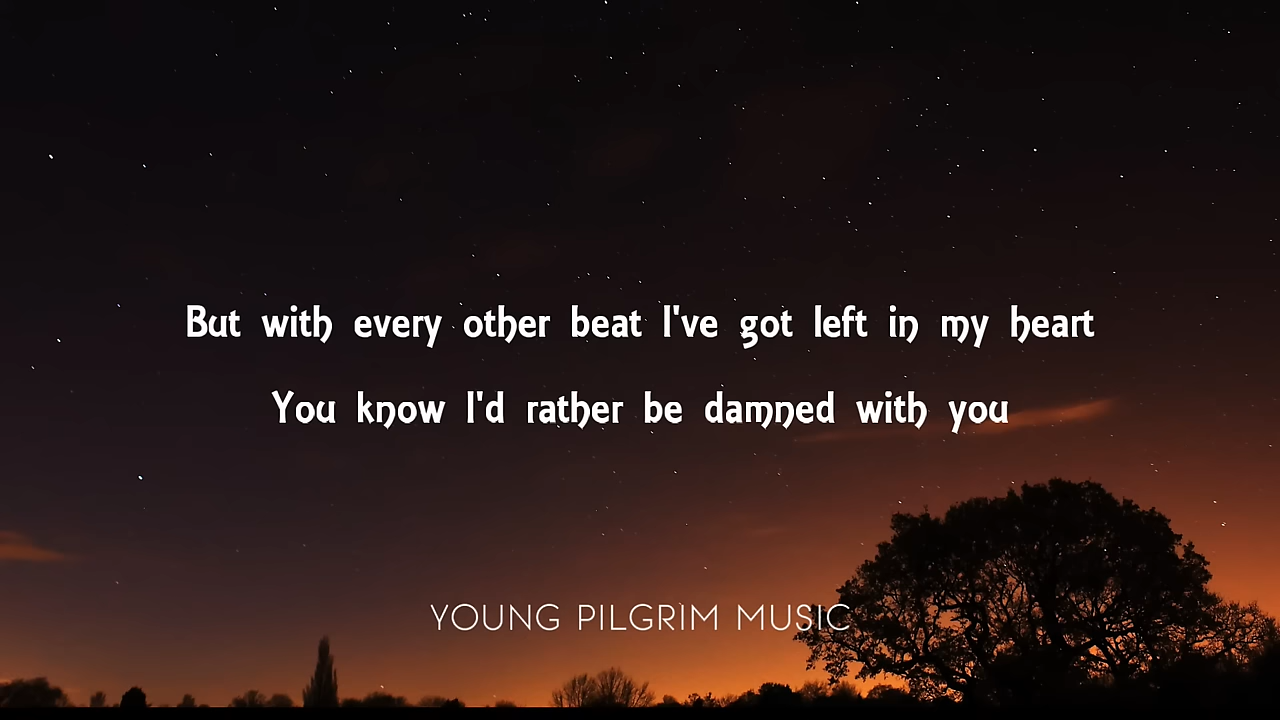 But with every other beat I've got left in my heart
You know I'd rather be damned with you
YOUNG PILGRIM MUSIC